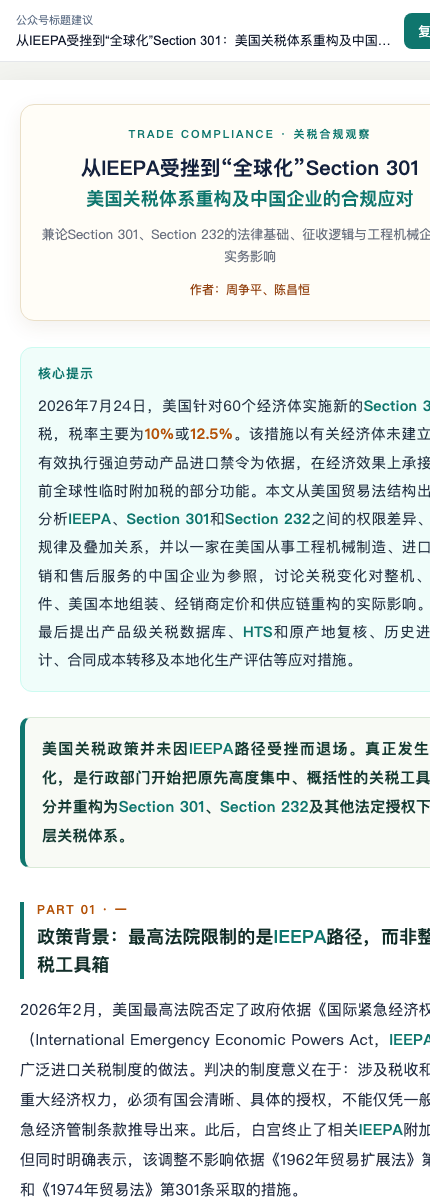 公众号标题建议
从IEEPA受挫到“全球化”Section 301：美国关税体系重构及中国…
复
TRADE COMPLIANCE · 关税合规观察
从IEEPA受挫到“全球化”Section 301
美国关税体系重构及中国企业的合规应对
兼论Section 301、Section 232的法律基础、征收逻辑与工程机械企
实务影响
作者：周争平、陈昌恒
核心提示
2026年7月24日，美国针对60个经济体实施新的Section 3
税，税率主要为10%或12.5%。该措施以有关经济体未建立
有效执行强迫劳动产品进口禁令为依据，在经济效果上承接
前全球性临时附加税的部分功能。本文从美国贸易法结构出
分析IEEPA、Section 301和Section 232之间的权限差异、
规律及叠加关系，并以一家在美国从事工程机械制造、进口
销和售后服务的中国企业为参照，讨论关税变化对整机、
件、美国本地组装、经销商定价和供应链重构的实际影响。
最后提出产品级关税数据库、HTS和原产地复核、历史进
计、合同成本转移及本地化生产评估等应对措施。
美国关税政策并未因IEEPA路径受挫而退场。真正发生
化，是行政部门开始把原先高度集中、概括性的关税工具
分并重构为Section 301、Section 232及其他法定授权下
层关税体系。
PART 01 · 一
政策背景：最高法院限制的是IEEPA路径，而非整
税工具箱
2026年2月，美国最高法院否定了政府依据《国际紧急经济权
（International Emergency Economic Powers Act，IEEP
广泛进口关税制度的做法。判决的制度意义在于：涉及税收和
重大经济权力，必须有国会清晰、具体的授权，不能仅凭一般
急经济管制条款推导出来。此后，白宫终止了相关IEEPA附加
但同时明确表示，该调整不影响依据《1962年贸易扩展法》第
和《1974年贸易法》第301条采取的措施。